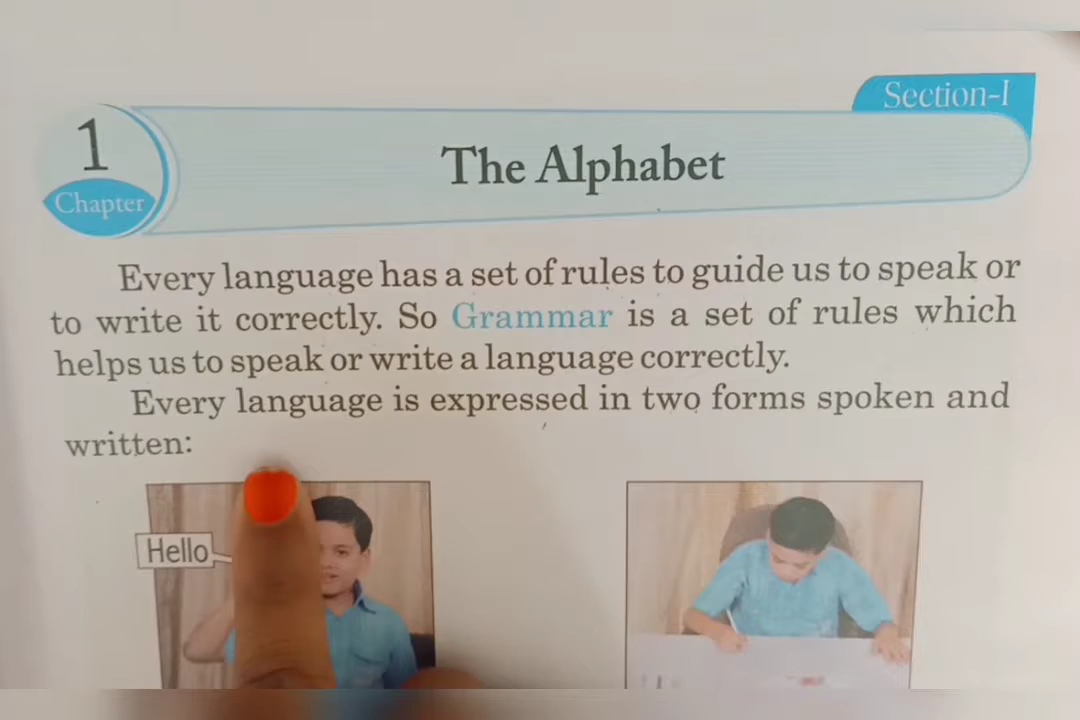 Section-I
1
Chapter
The Alphabet
Every language has a set of rules to guide us to speak or
to write it correctly. So Grammar is a set of rules which
helps us to speak or write a language correctly.
Every language is expressed in two forms spoken and
written:
Hello